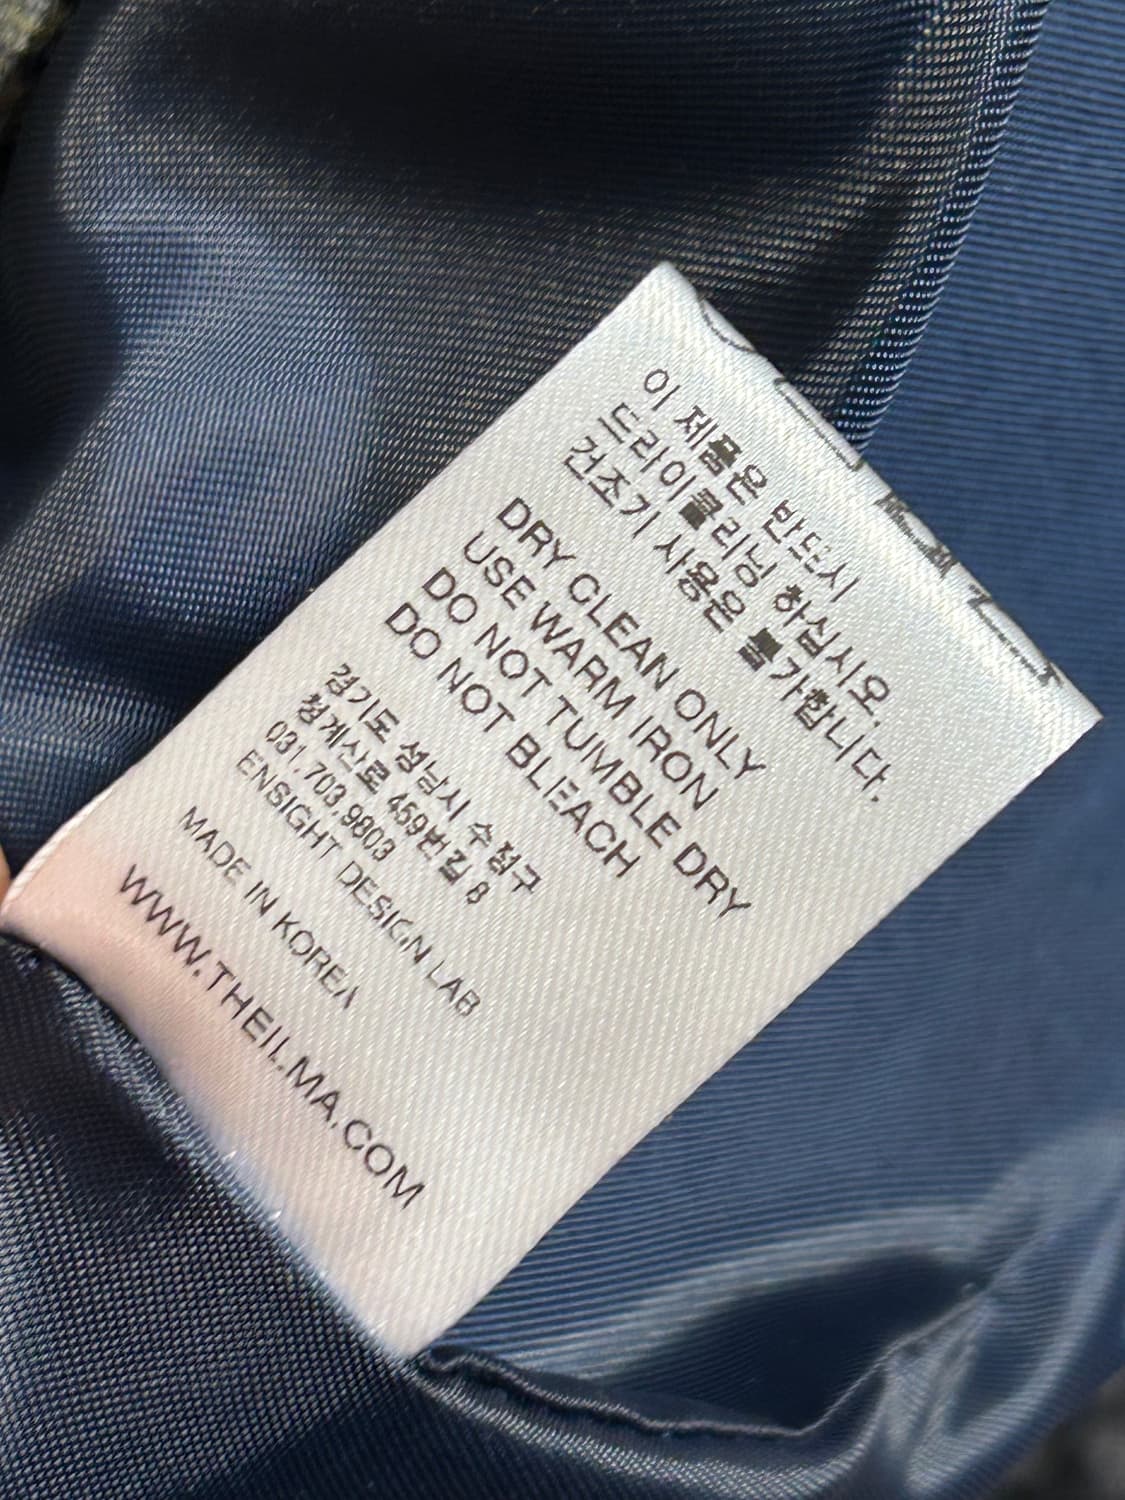 이 제품은 반드시
드라이클리닝 하십시오.
건조기 사용은 불가합니다.
DRY CLEAN ONLY
USE WARM IRON
DO NOT TUMBLE DRY
DO NOT BLEACH
경기도 성남시 수정구
청계산로 459번길 8
031.703.9803
ENSIGHT DESIGN LAB
MADE IN KOREA
WWW.THEILMA.COM